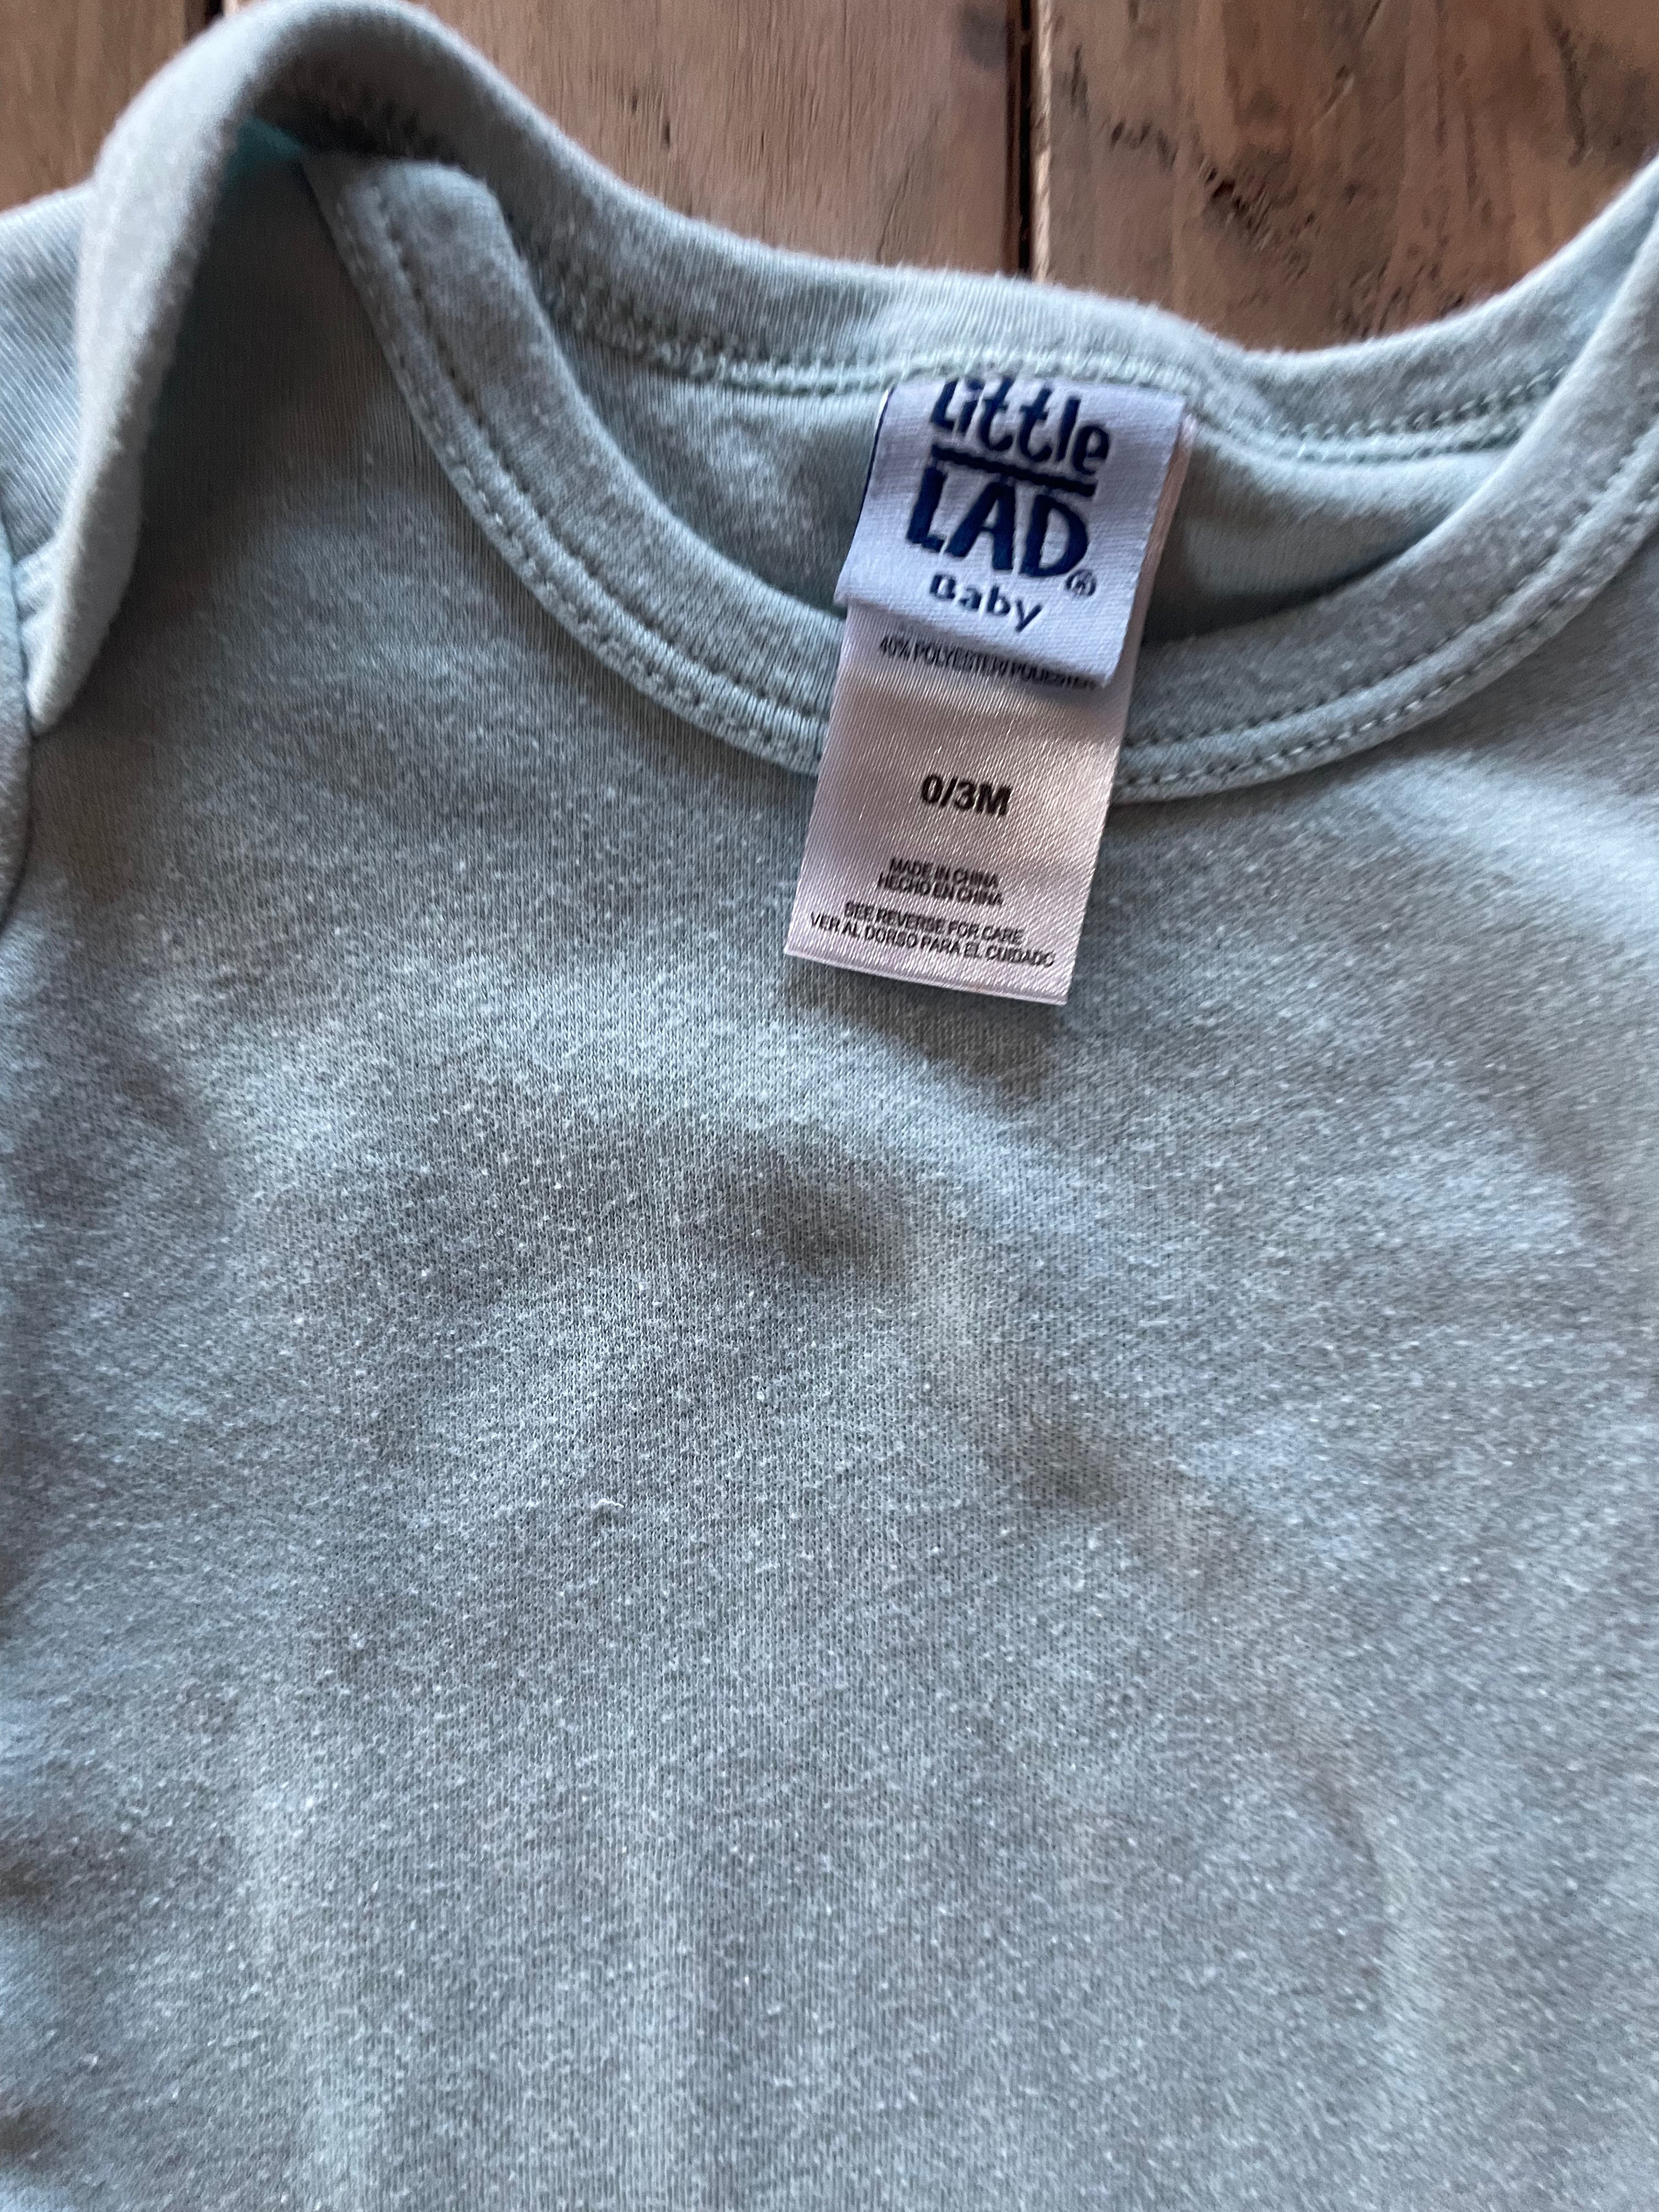 Little
LAD®
Baby
40% POLYESTER/POLIESTER
0/3M
MADE IN CHINA
HECHO EN CHINA
SEE REVERSE FOR CARE
VER AL DORSO PARA EL CUIDADO